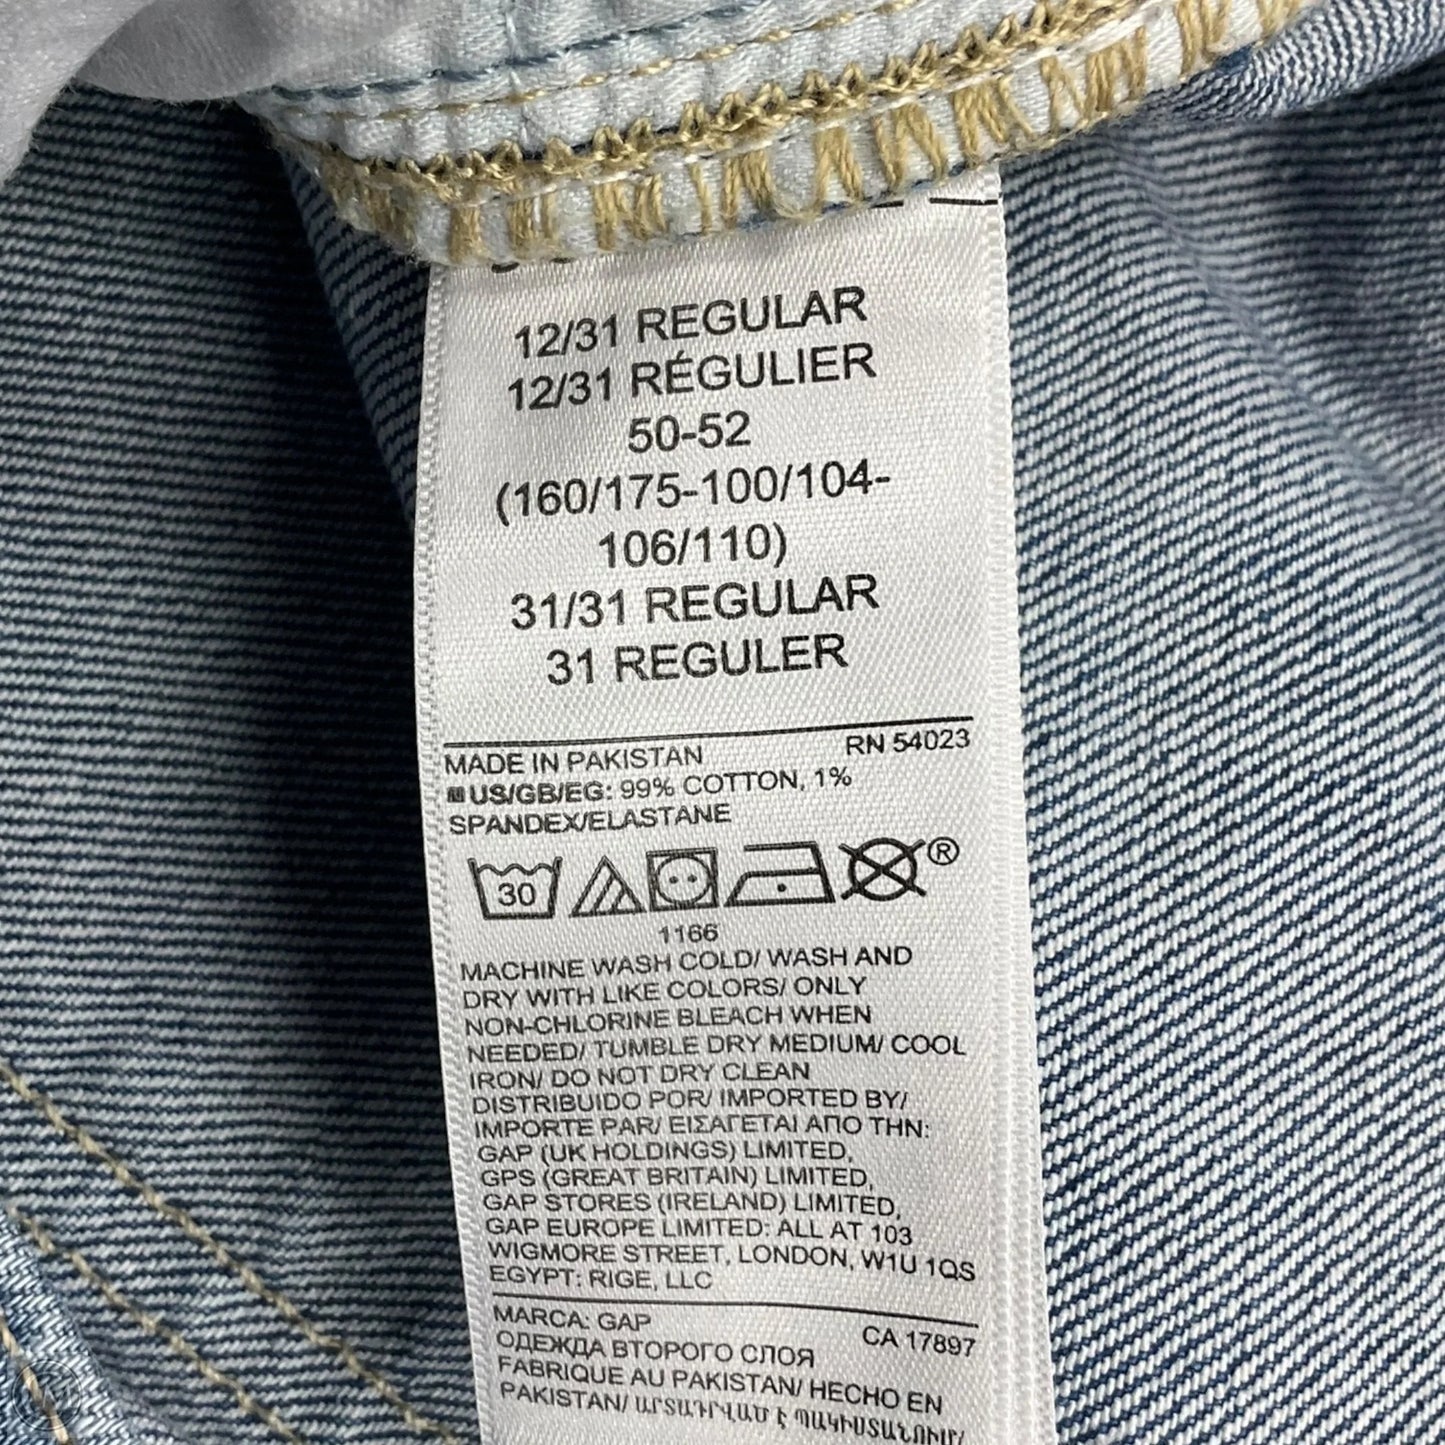 12/31 REGULAR
12/31 RÉGULIER
50-52
(160/175-100/104-
106/110)
31/31 REGULAR
31 REGULER
MADE IN PAKISTAN RN 54023
US/GB/EG: 99% COTTON, 1%
SPANDEX/ELASTANE
30
®
1166
MACHINE WASH COLD/ WASH AND
DRY WITH LIKE COLORS/ ONLY
NON-CHLORINE BLEACH WHEN
NEEDED/ TUMBLE DRY MEDIUM/ COOL
IRON/ DO NOT DRY CLEAN
DISTRIBUIDO POR/ IMPORTED BY/
IMPORTE PAR/ ΕΙΣΑΓΕΤΑΙ ΑΠΟ ΤΗΝ:
GAP (UK HOLDINGS) LIMITED,
GPS (GREAT BRITAIN) LIMITED,
GAP STORES (IRELAND) LIMITED,
GAP EUROPE LIMITED: ALL AT 103
WIGMORE STREET, LONDON, W1U 1QS
EGYPT: RIGE, LLC
MARCA: GAP CA 17897
ОДЕЖДА ВТОРОГО СЛОЯ
FABRIQUE AU PAKISTAN/ HECHO EN
PAKISTAN/ ԱՐՏԱԴՐՎԱԾ Է ՊԱԿԻՍՏԱՆՈՒՄ/